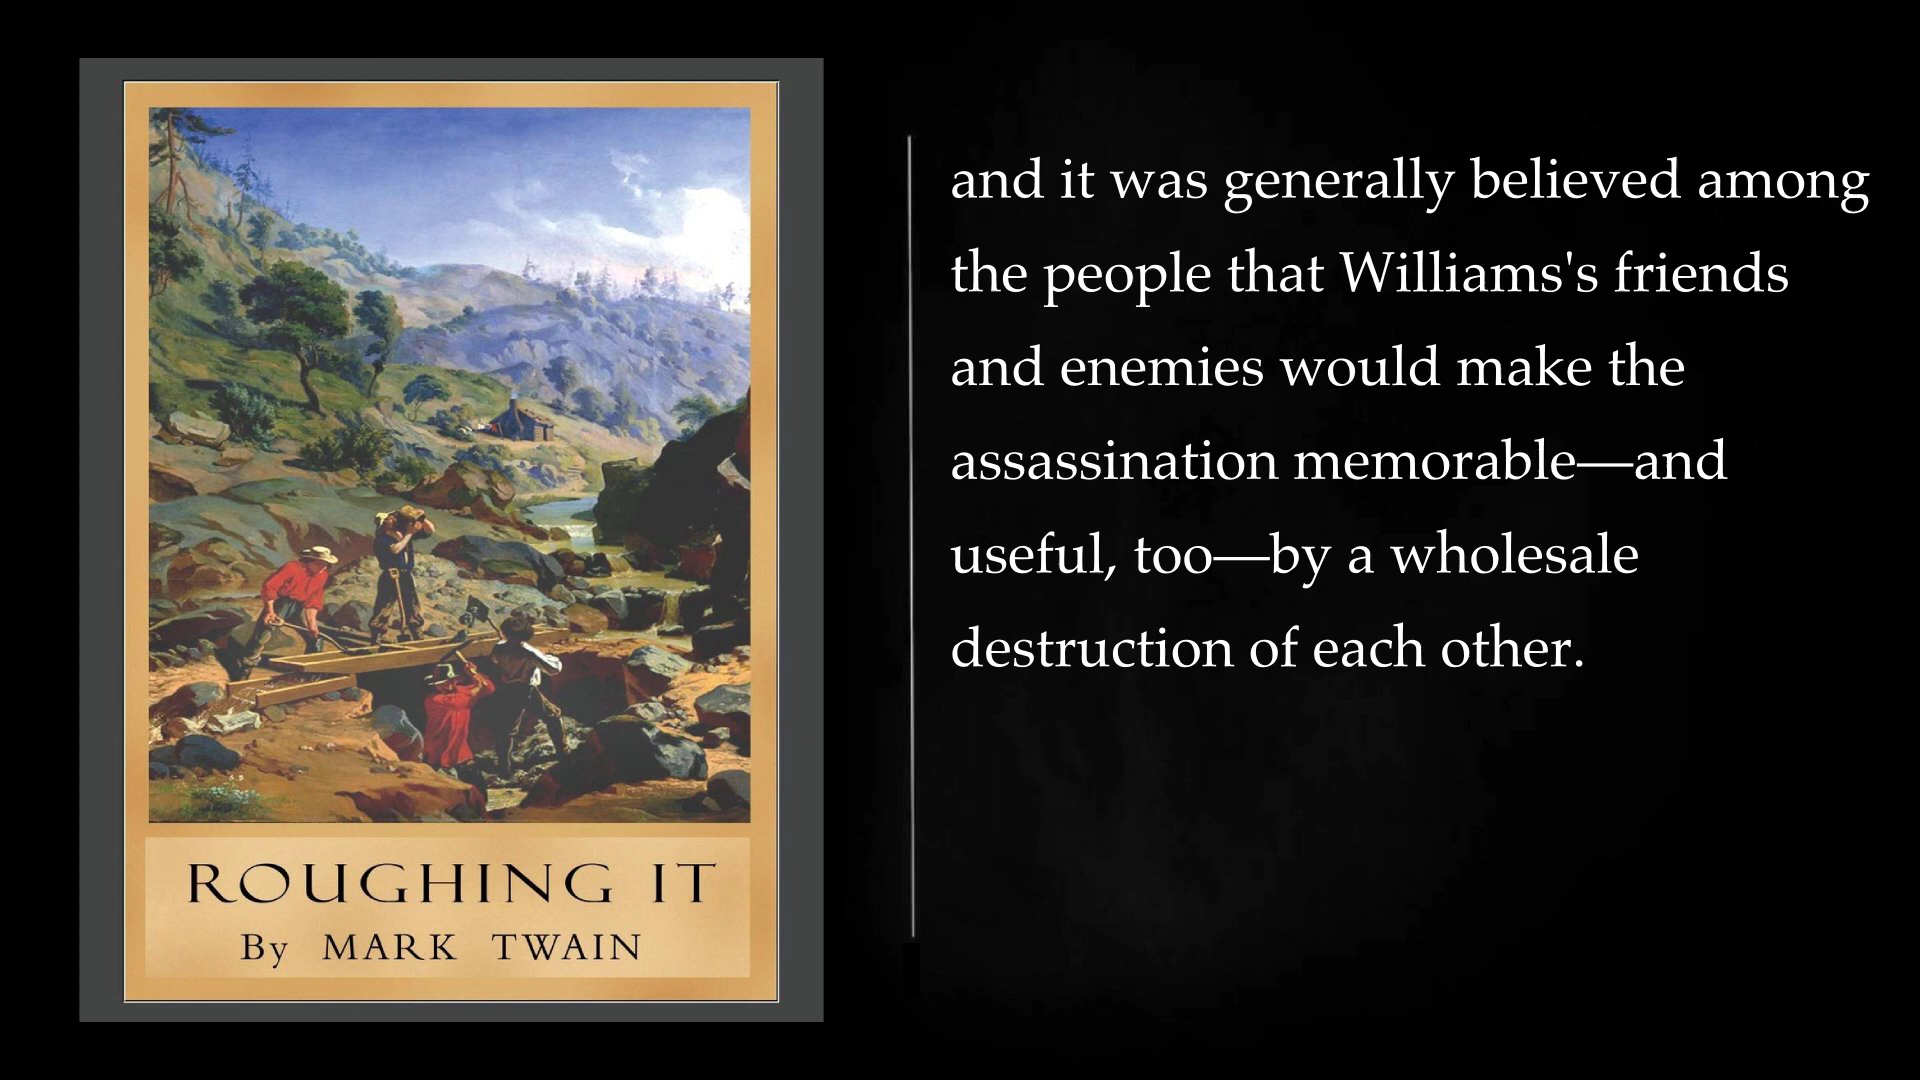 ROUGHING IT
By MARK TWAIN
and it was generally believed among
the people that Williams's friends
and enemies would make the
assassination memorable—and
useful, too—by a wholesale
destruction of each other.